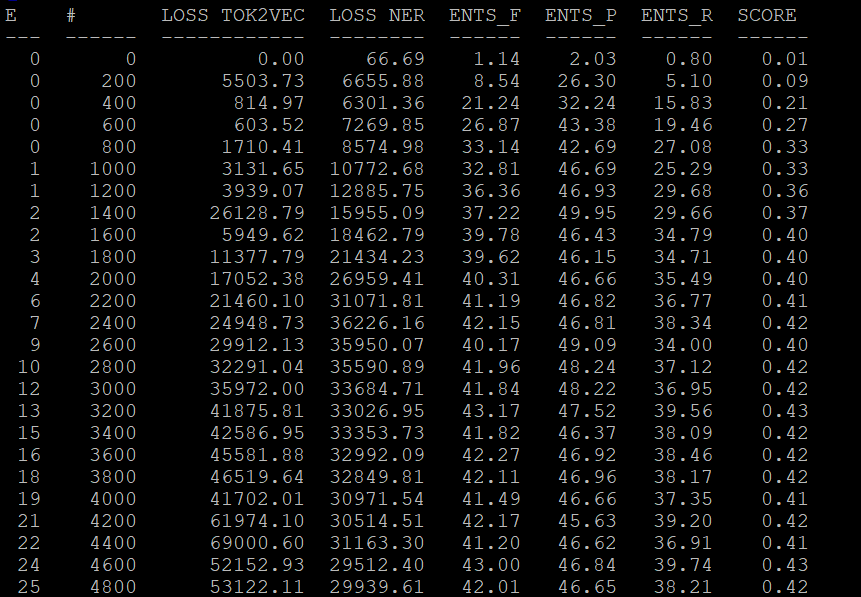 E # LOSS TOK2VEC LOSS NER ENTS_F ENTS_P ENTS_R SCORE
--- ------ ------------ -------- ------ ------ ------ ------
0 0 0.00 66.69 1.14 2.03 0.80 0.01
0 200 5503.73 6655.88 8.54 26.30 5.10 0.09
0 400 814.97 6301.36 21.24 32.24 15.83 0.21
0 600 603.52 7269.85 26.87 43.38 19.46 0.27
0 800 1710.41 8574.98 33.14 42.69 27.08 0.33
1 1000 3131.65 10772.68 32.81 46.69 25.29 0.33
1 1200 3939.07 12885.75 36.36 46.93 29.68 0.36
2 1400 26128.79 15955.09 37.22 49.95 29.66 0.37
2 1600 5949.62 18462.79 39.78 46.43 34.79 0.40
3 1800 11377.79 21434.23 39.62 46.15 34.71 0.40
4 2000 17052.38 26959.41 40.31 46.66 35.49 0.40
6 2200 21460.10 31071.81 41.19 46.82 36.77 0.41
7 2400 24948.73 36226.16 42.15 46.81 38.34 0.42
9 2600 29912.13 35950.07 40.17 49.09 34.00 0.40
10 2800 32291.04 35590.89 41.96 48.24 37.12 0.42
12 3000 35972.00 33684.71 41.84 48.22 36.95 0.42
13 3200 41875.81 33026.95 43.17 47.52 39.56 0.43
15 3400 42586.95 33353.73 41.82 46.37 38.09 0.42
16 3600 45581.88 32992.09 42.27 46.92 38.46 0.42
18 3800 46519.64 32849.81 42.11 46.96 38.17 0.42
19 4000 41702.01 30971.54 41.49 46.66 37.35 0.41
21 4200 61974.10 30514.51 42.17 45.63 39.20 0.42
22 4400 69000.60 31163.30 41.20 46.62 36.91 0.41
24 4600 52152.93 29512.40 43.00 46.84 39.74 0.43
25 4800 53122.11 29939.61 42.01 46.65 38.21 0.42